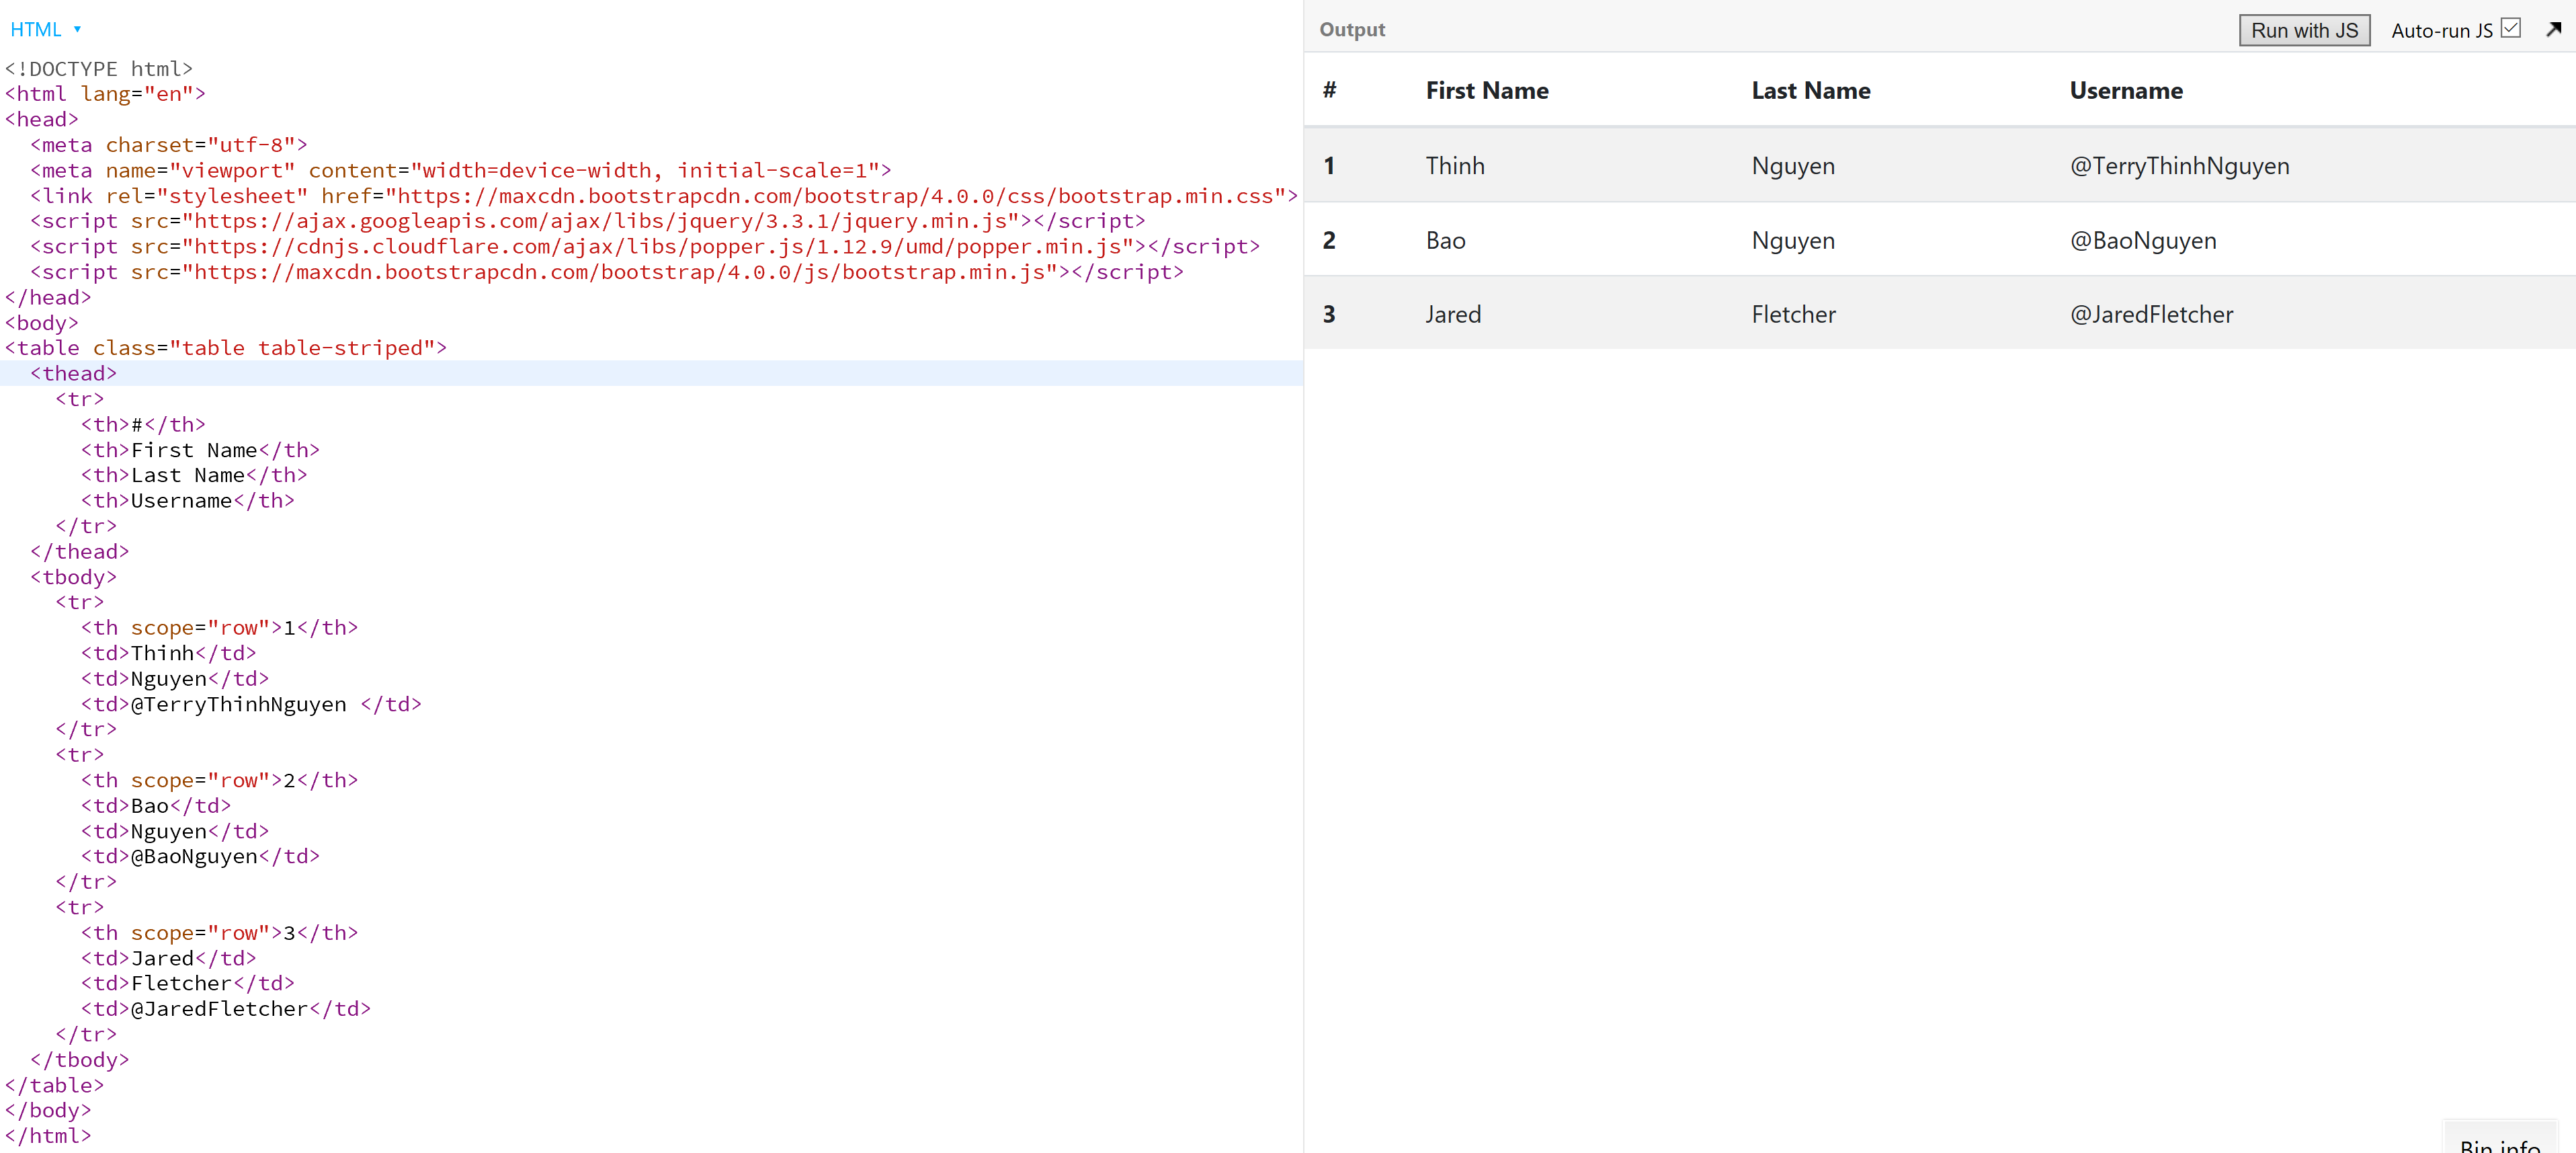 HTML
<!DOCTYPE html>
<html lang="en">
<head>
  <meta charset="utf-8">
  <meta name="viewport" content="width=device-width, initial-scale=1">
  <link rel="stylesheet" href="https://maxcdn.bootstrapcdn.com/bootstrap/4.0.0/css/bootstrap.min.css">
  <script src="https://ajax.googleapis.com/ajax/libs/jquery/3.3.1/jquery.min.js"></script>
  <script src="https://cdnjs.cloudflare.com/ajax/libs/popper.js/1.12.9/umd/popper.min.js"></script>
  <script src="https://maxcdn.bootstrapcdn.com/bootstrap/4.0.0/js/bootstrap.min.js"></script>
</head>
<body>
<table class="table table-striped">
  <thead>
    <tr>
      <th>#</th>
      <th>First Name</th>
      <th>Last Name</th>
      <th>Username</th>
    </tr>
  </thead>
  <tbody>
    <tr>
      <th scope="row">1</th>
      <td>Thinh</td>
      <td>Nguyen</td>
      <td>@TerryThinhNguyen </td>
    </tr>
    <tr>
      <th scope="row">2</th>
      <td>Bao</td>
      <td>Nguyen</td>
      <td>@BaoNguyen</td>
    </tr>
    <tr>
      <th scope="row">3</th>
      <td>Jared</td>
      <td>Fletcher</td>
      <td>@JaredFletcher</td>
    </tr>
  </tbody>
</table>
</body>
</html>
Output Run with JS Auto-run JS
# First Name Last Name Username
1 Thinh Nguyen @TerryThinhNguyen
2 Bao Nguyen @BaoNguyen
3 Jared Fletcher @JaredFletcher
Bin info